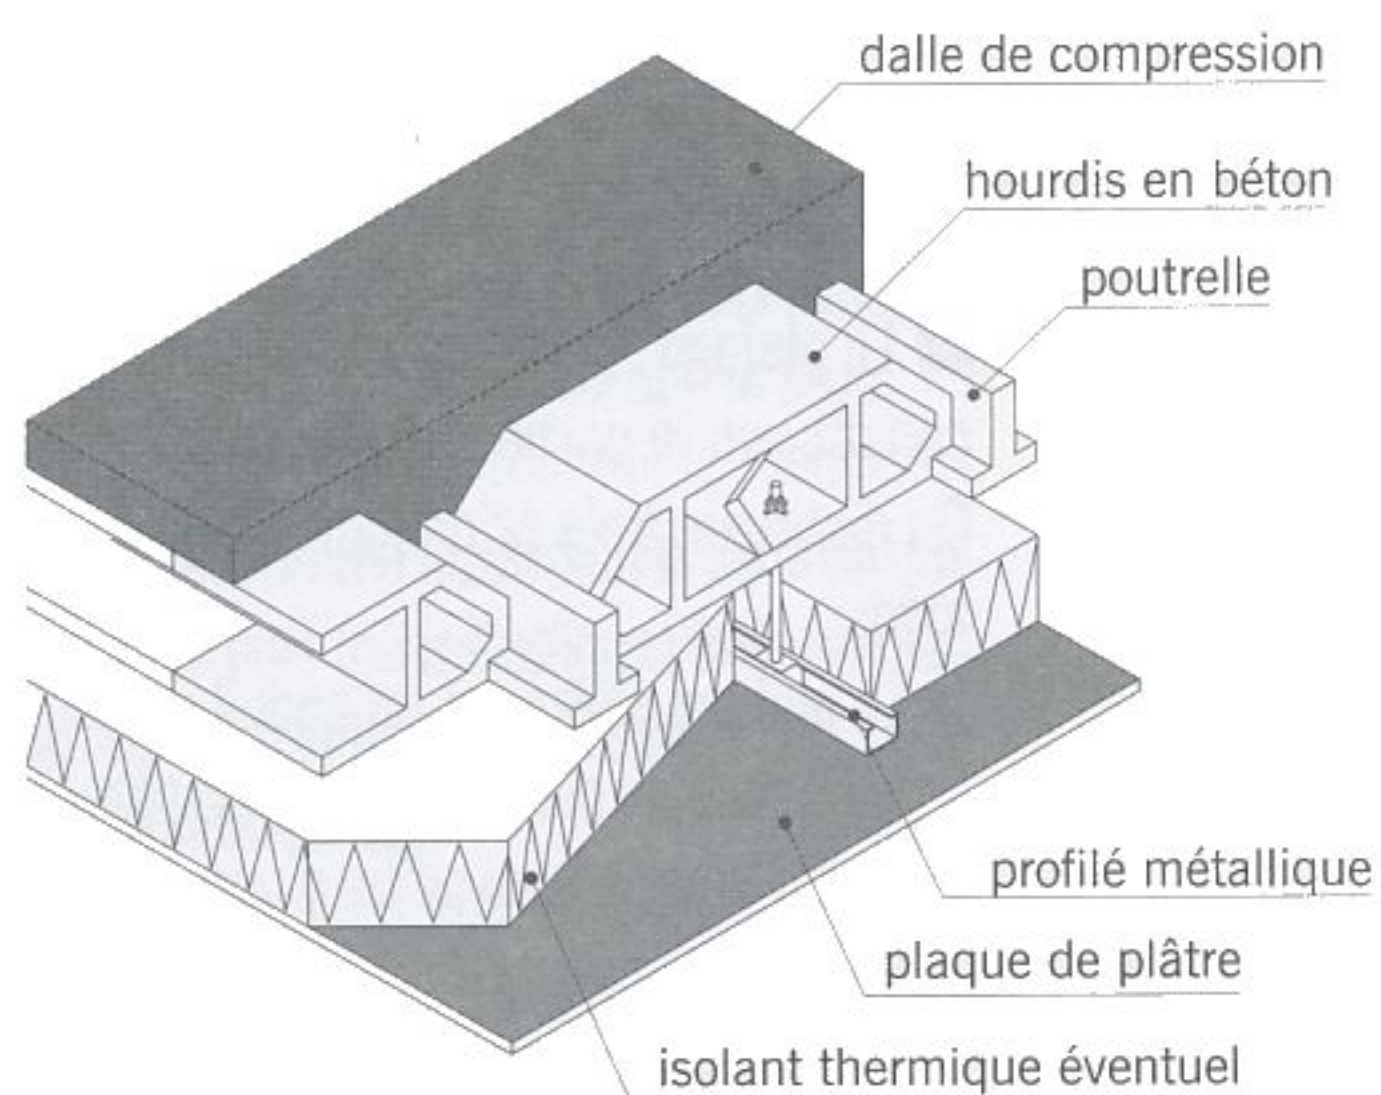 dalle de compression
hourdis en béton
poutrelle
profilé métallique
plaque de plâtre
isolant thermique éventuel